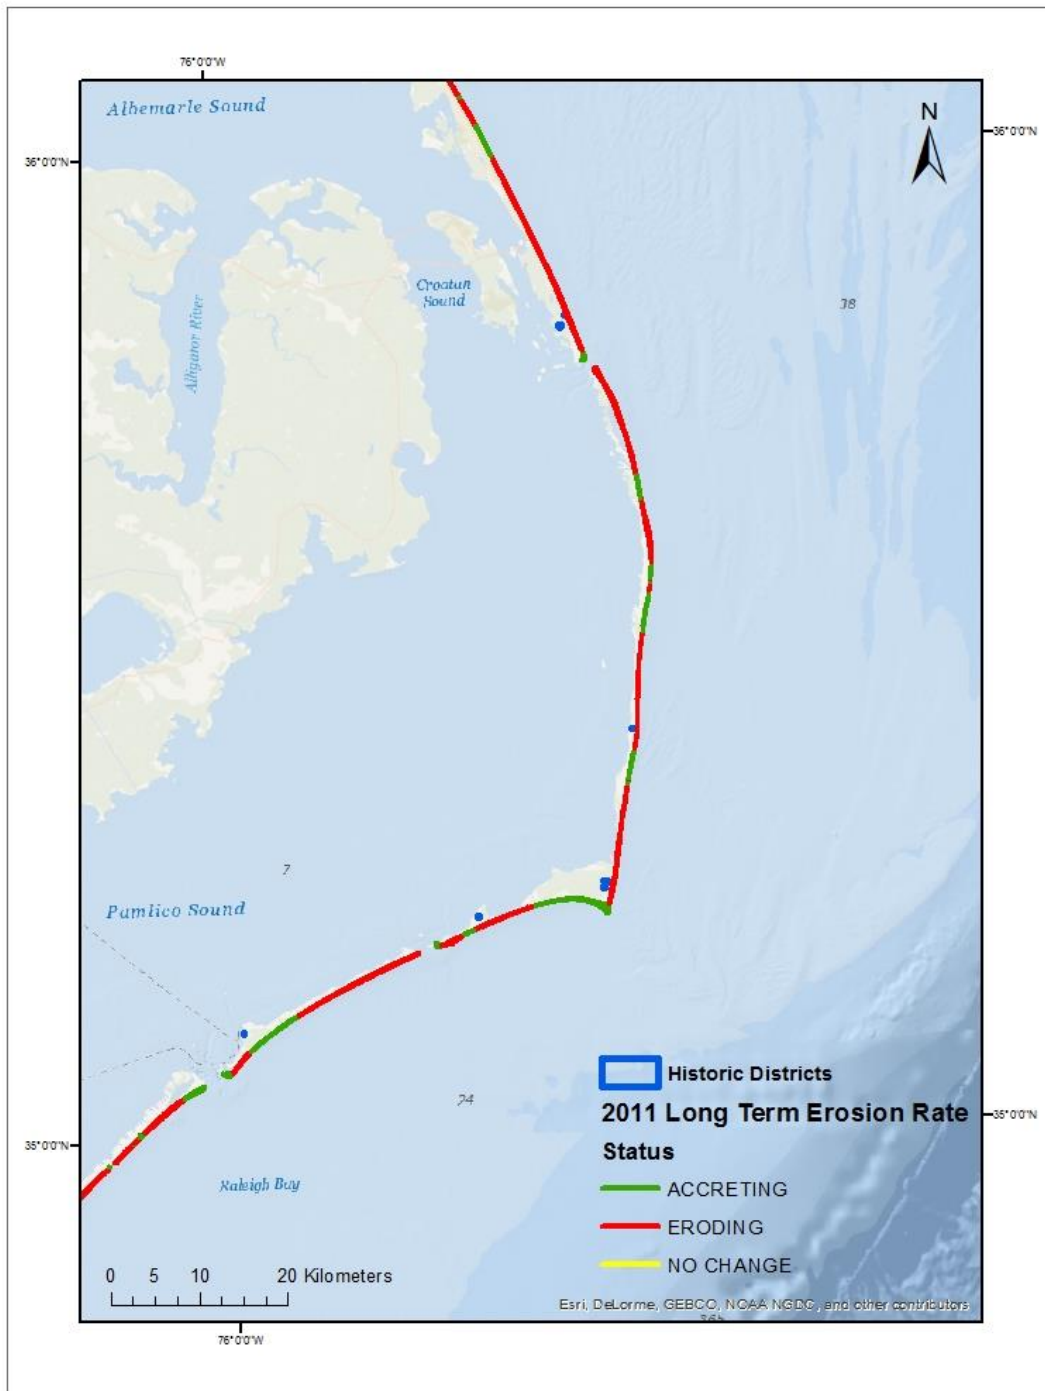 76°0'0"W
Albemarle Sound
N
36°0'0"N
36°0'0"N
Croatan
Sound
38
Alligator River
7
Pamlico Sound
Historic Districts
74
2011 Long Term Erosion Rate
35°0'0"N
35°0'0"N
Status
Raleigh Bay
ACCRETING
ERODING
NO CHANGE
0 5 10 20 Kilometers
Esri, DeLorme, GEBCO, NOAA NGDC, and other contributors
76°0'0"W